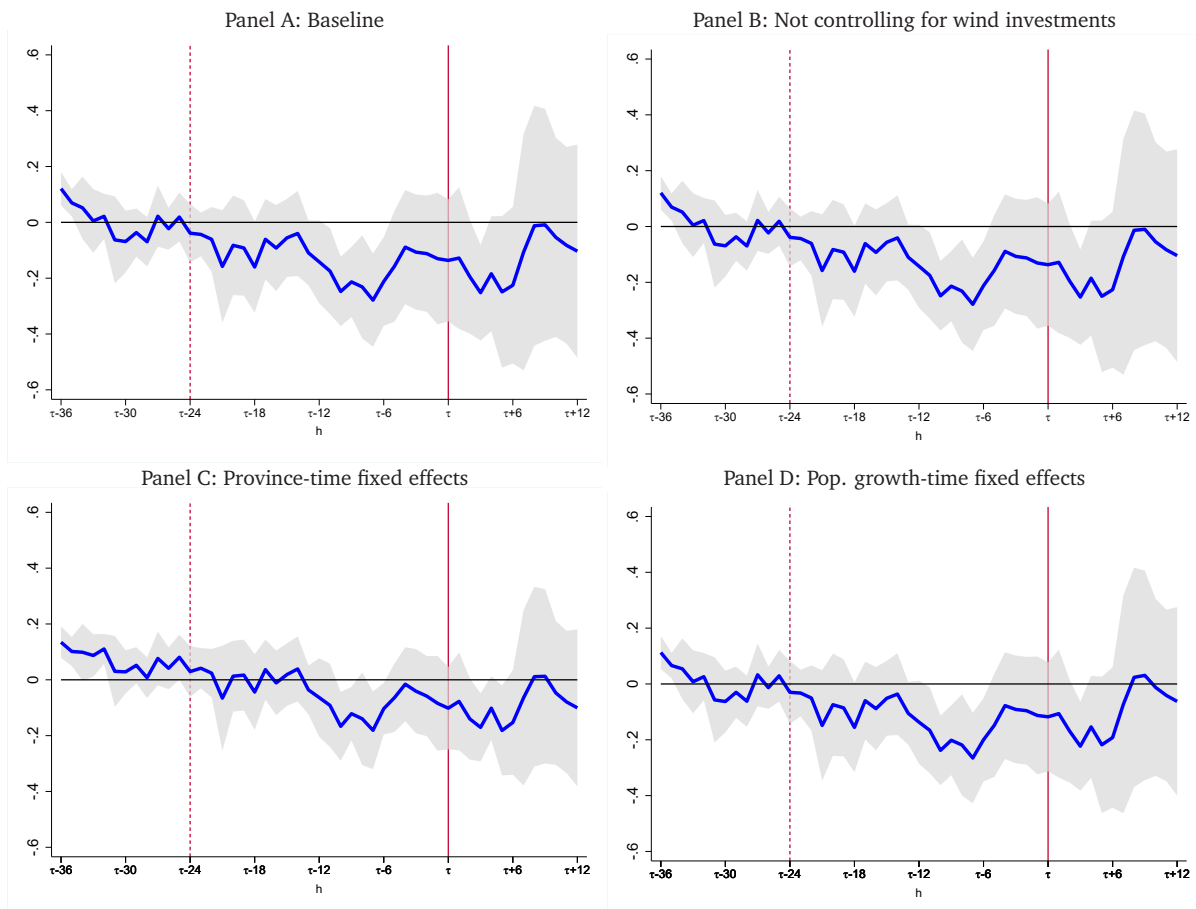 Panel A: Baseline
.6
.4
.2
0
-.2
-.4
-.6
τ-36 τ-30 τ-24 τ-18 τ-12 τ-6 τ τ+6 τ+12
h
Panel B: Not controlling for wind investments
.6
.4
.2
0
-.2
-.4
-.6
τ-36 τ-30 τ-24 τ-18 τ-12 τ-6 τ τ+6 τ+12
h
Panel C: Province-time fixed effects
.6
.4
.2
0
-.2
-.4
-.6
τ-36 τ-30 τ-24 τ-18 τ-12 τ-6 τ τ+6 τ+12
h
Panel D: Pop. growth-time fixed effects
.6
.4
.2
0
-.2
-.4
-.6
τ-36 τ-30 τ-24 τ-18 τ-12 τ-6 τ τ+6 τ+12
h